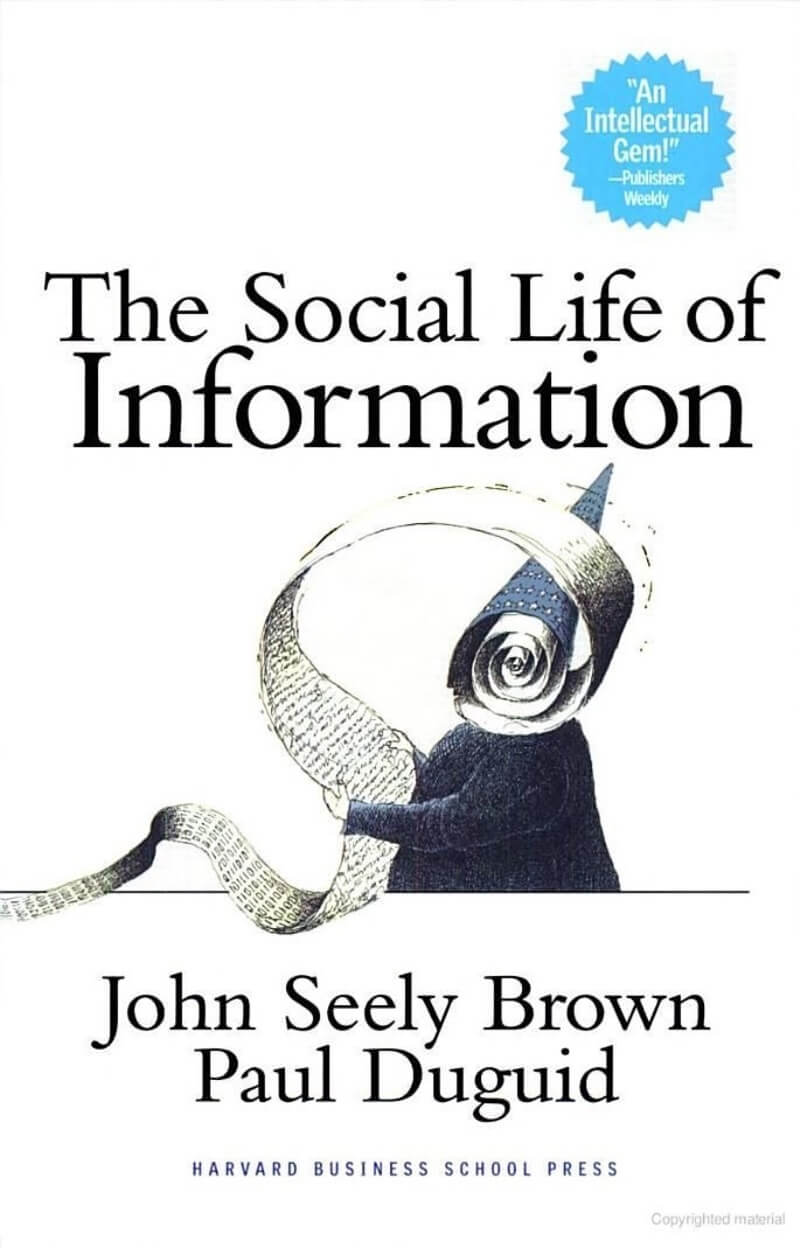 "An
Intellectual
Gem!"
—Publishers
Weekly
The Social Life of
Information
John Seely Brown
Paul Duguid
HARVARD BUSINESS SCHOOL PRESS
Copyrighted material